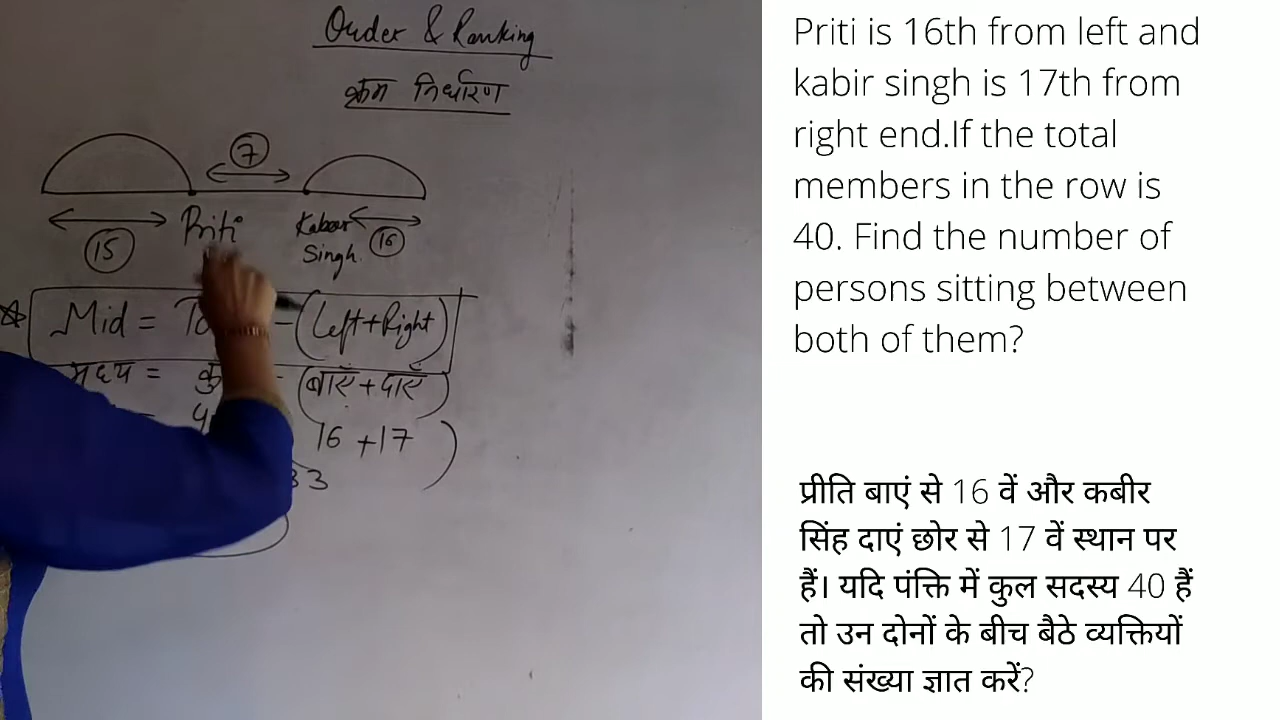 Order & Ranking
क्रम निर्धारण
7
15
Priti
Kabeer
Singh.
16
Mid = - (Left+Right)
मध्य = - (बाएँ + दाएँ)
16 +17 )
33
Priti is 16th from left and
kabir singh is 17th from
right end.If the total
members in the row is
40. Find the number of
persons sitting between
both of them?
प्रीति बाएं से 16 वें और कबीर
सिंह दाएं छोर से 17 वें स्थान पर
हैं। यदि पंक्ति में कुल सदस्य 40 हैं
तो उन दोनों के बीच बैठे व्यक्तियों
की संख्या ज्ञात करें?